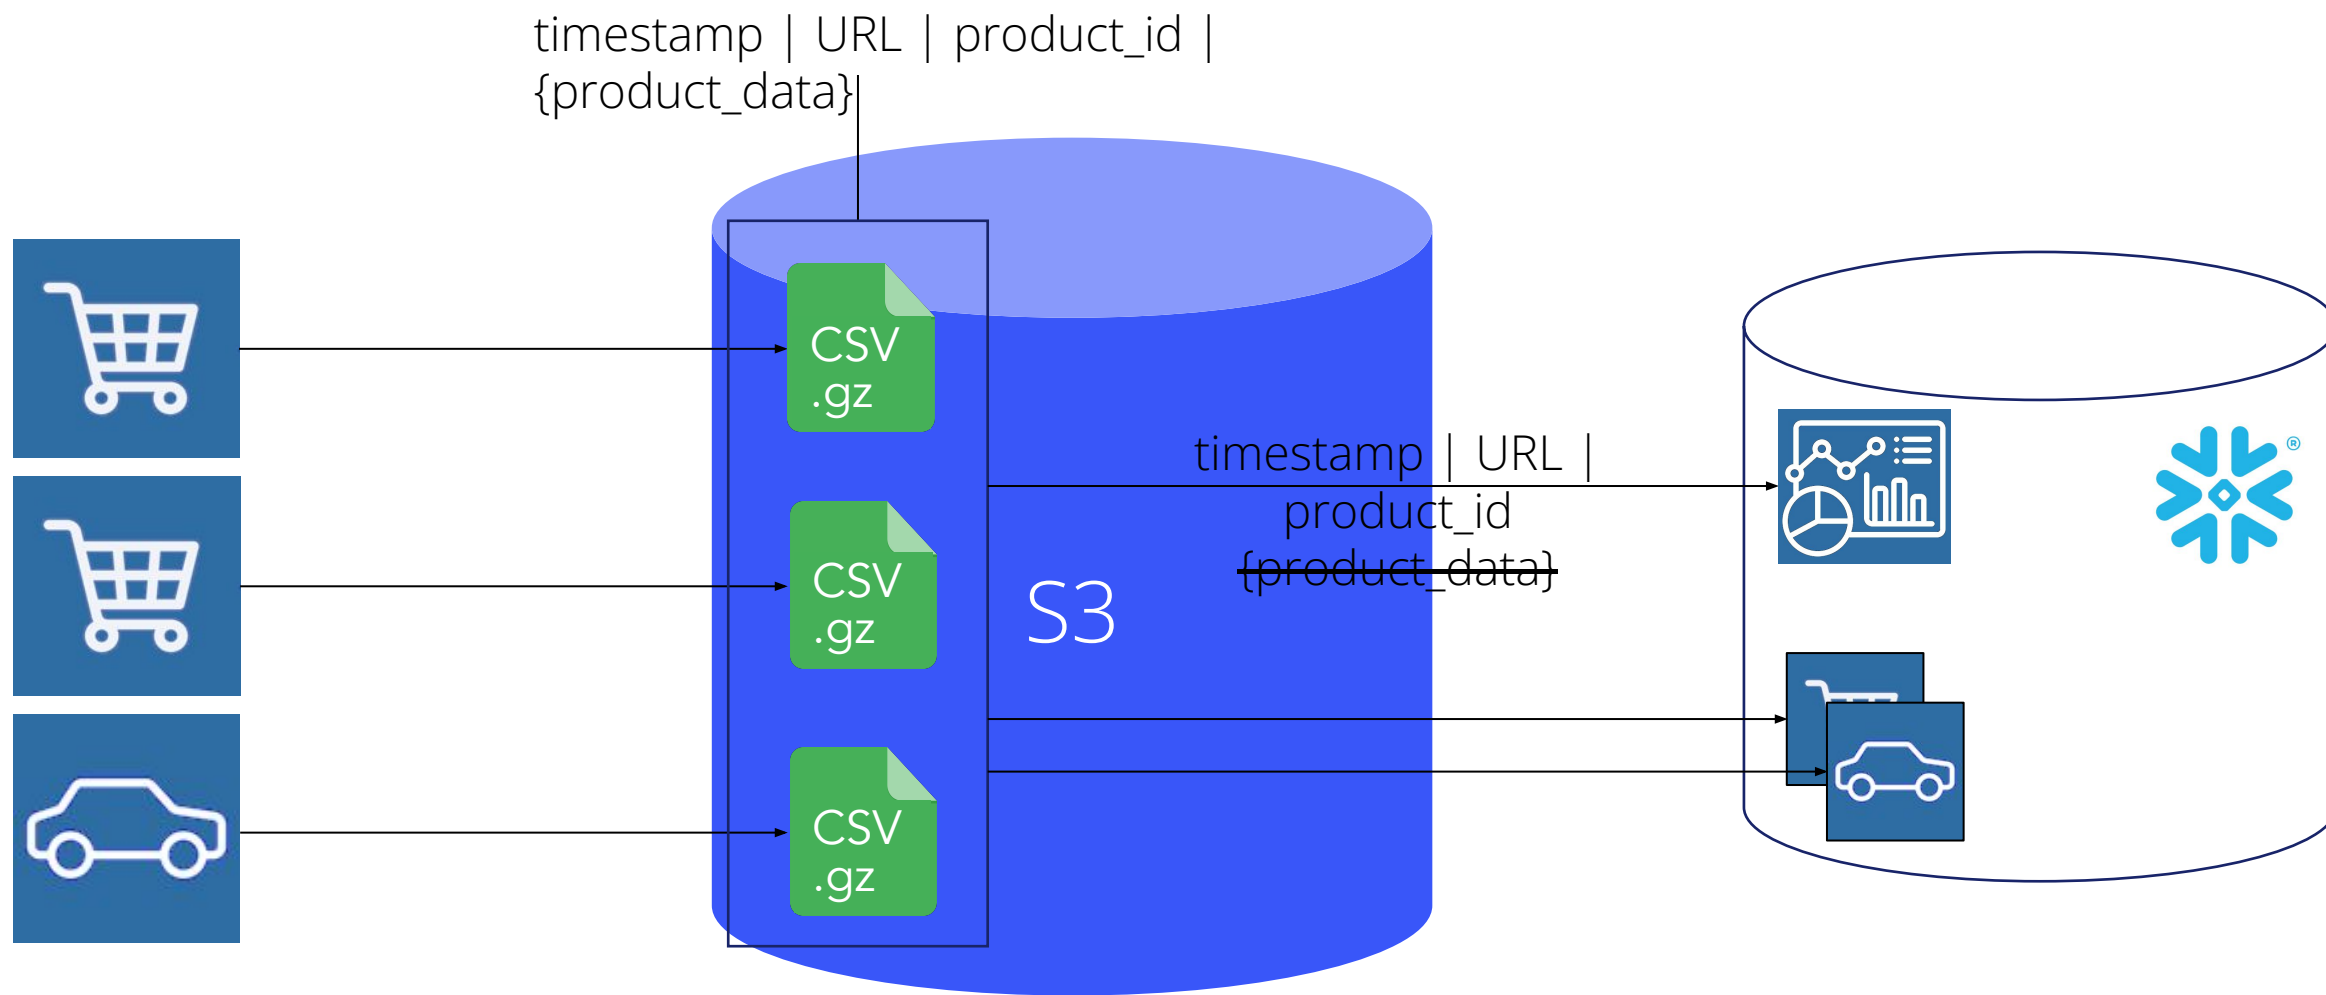 timestamp | URL | product_id |
{product_data}
CSV
.gz
timestamp | URL |
product_id
{product_data}
CSV
.gz
S3
CSV
.gz
®